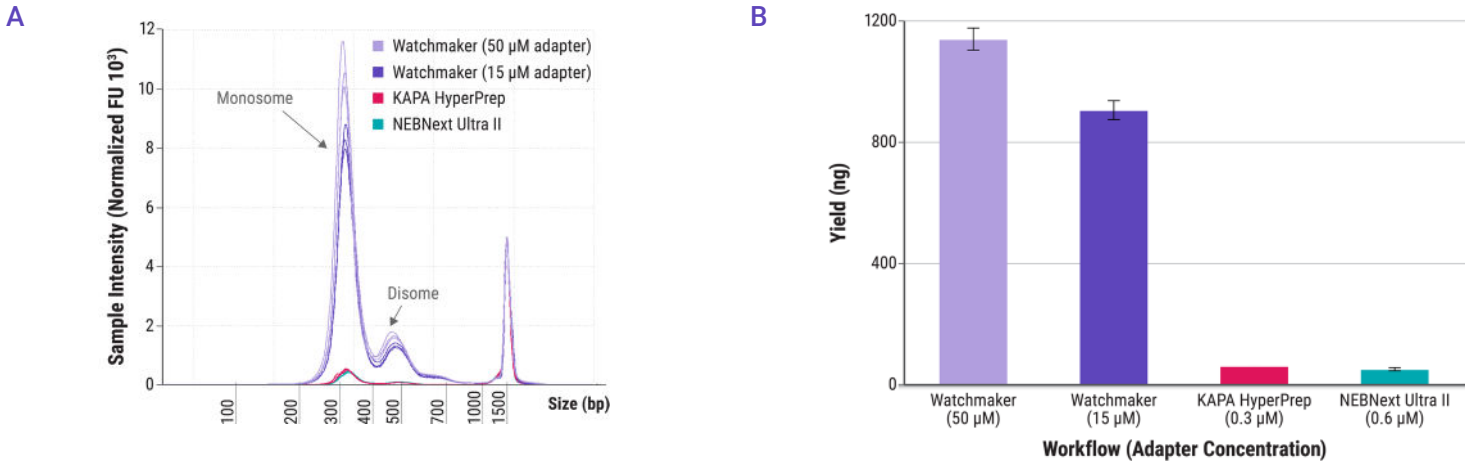 A
Sample Intensity (Normalized FU 10³)
12
10
8
6
4
2
0
Monosome
Disome
Watchmaker (50 µM adapter)
Watchmaker (15 µM adapter)
KAPA HyperPrep
NEBNext Ultra II
100
200
300
400
500
700
1000
1500
Size (bp)
B
Yield (ng)
1200
800
400
0
Watchmaker
(50 µM)
Watchmaker
(15 µM)
KAPA HyperPrep
(0.3 µM)
NEBNext Ultra II
(0.6 µM)
Workflow (Adapter Concentration)